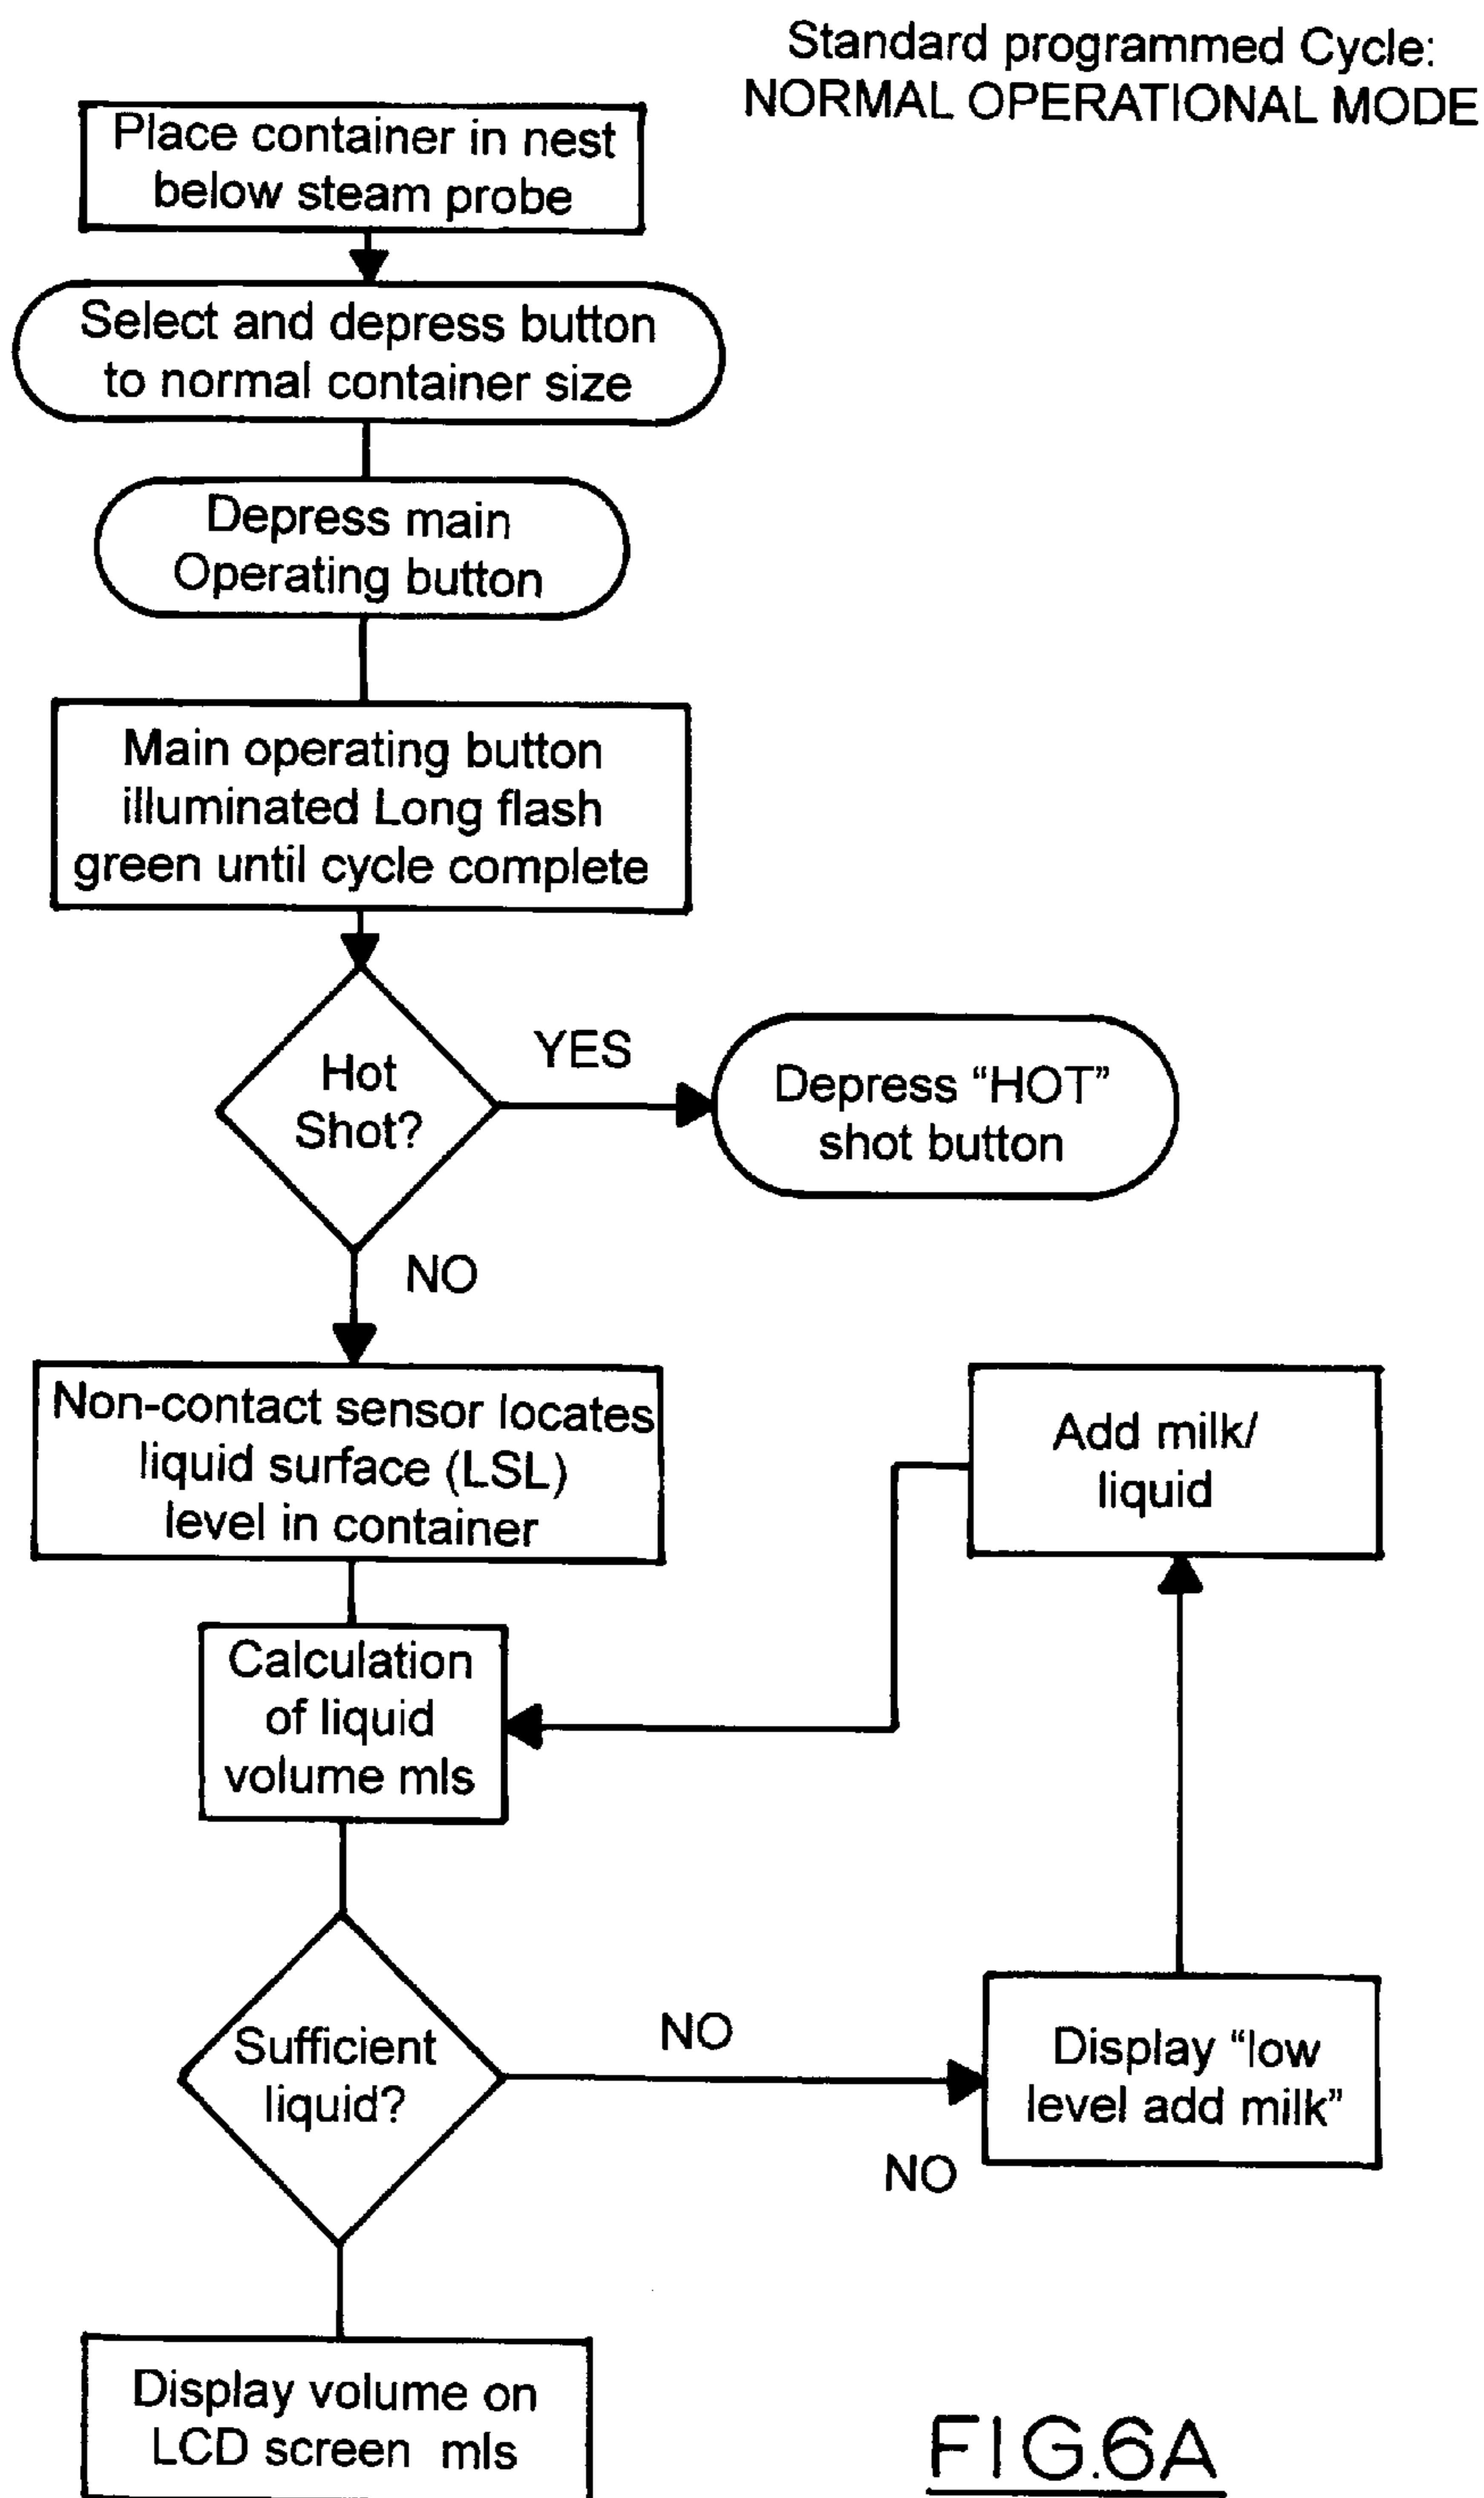 Standard programmed Cycle:
NORMAL OPERATIONAL MODE
Place container in nest
below steam probe
Select and depress button
to normal container size
Depress main
Operating button
Main operating button
illuminated Long flash
green until cycle complete
Hot
Shot?
YES
Depress “HOT”
shot button
NO
Non-contact sensor locates
liquid surface (LSL)
level in container
Add milk/
liquid
Calculation
of liquid
volume mls
Sufficient
liquid?
NO
Display “low
level add milk”
NO
Display volume on
LCD screen mls
FIG.6A